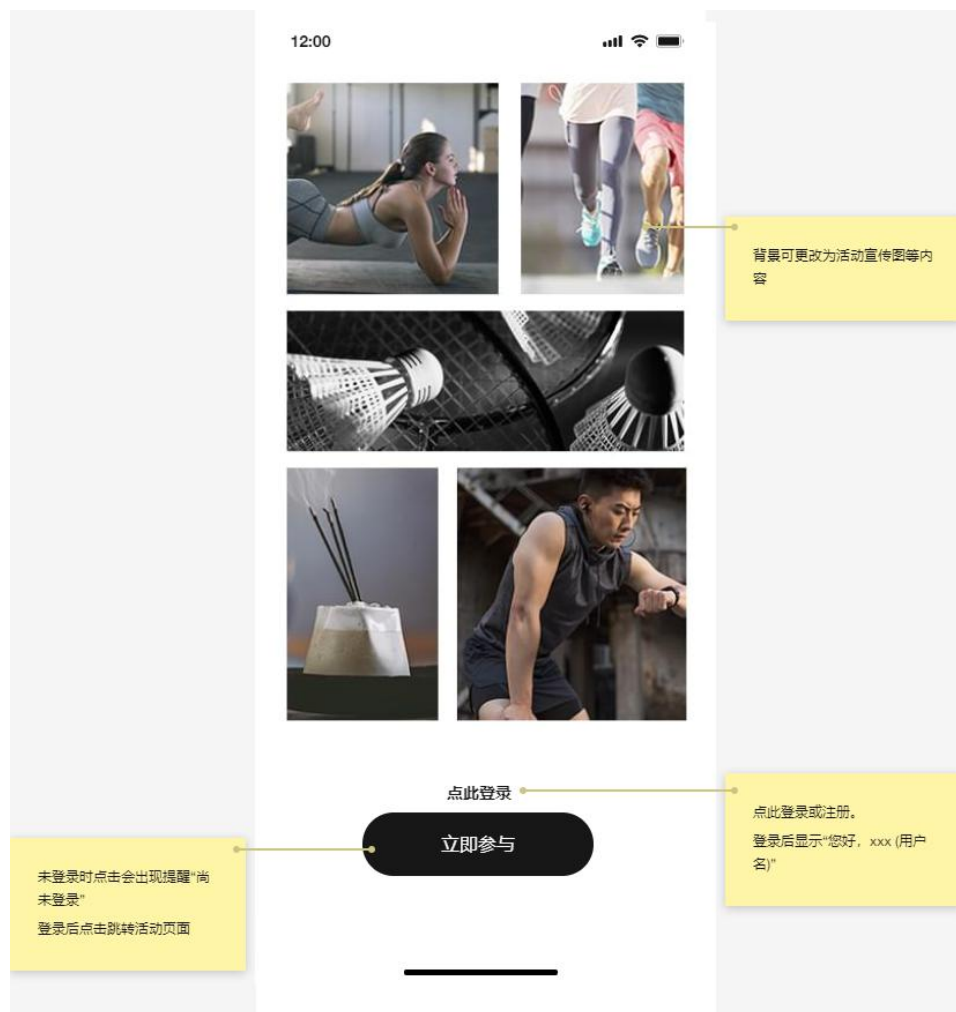 12:00
背景可更改为活动宣传图等内
容
点此登录
立即参与
点此登录或注册。
登录后显示“您好，xxx (用户
名)”
未登录时点击会出现提醒“尚
未登录”
登录后点击跳转活动页面